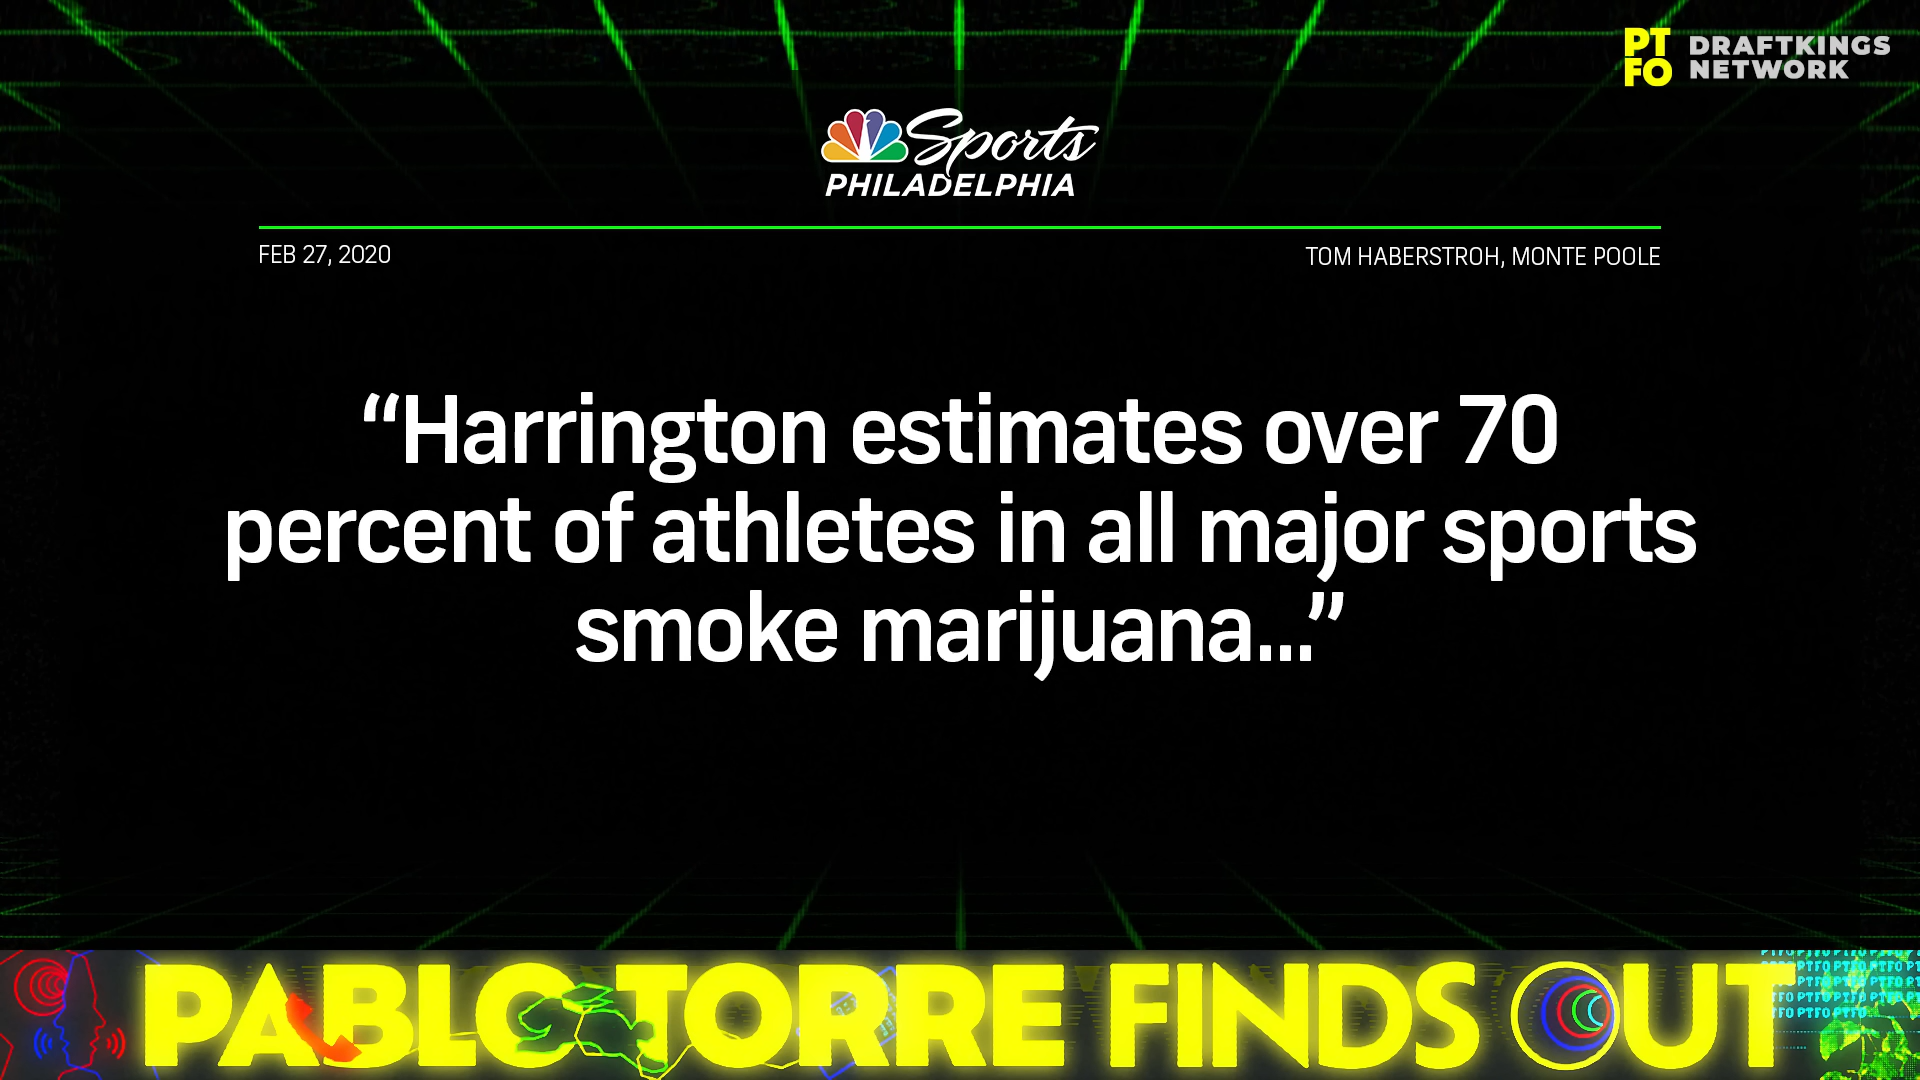 PT
FO
DRAFTKINGS
NETWORK
Sports
PHILADELPHIA
FEB 27, 2020
TOM HABERSTROH, MONTE POOLE
“Harrington estimates over 70
percent of athletes in all major sports
smoke marijuana...”
PABLO TORRE FINDS OUT